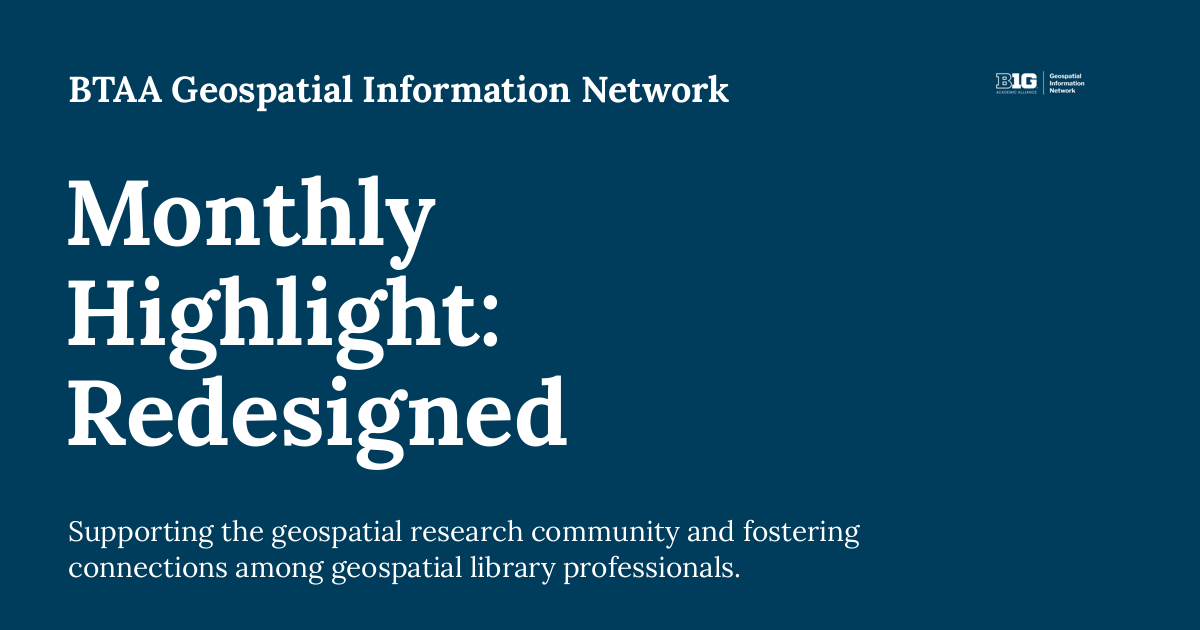 BTAA Geospatial Information Network
B1G
ACADEMIC ALLIANCE
Geospatial
Information
Network
Monthly
Highlight:
Redesigned
Supporting the geospatial research community and fostering
connections among geospatial library professionals.